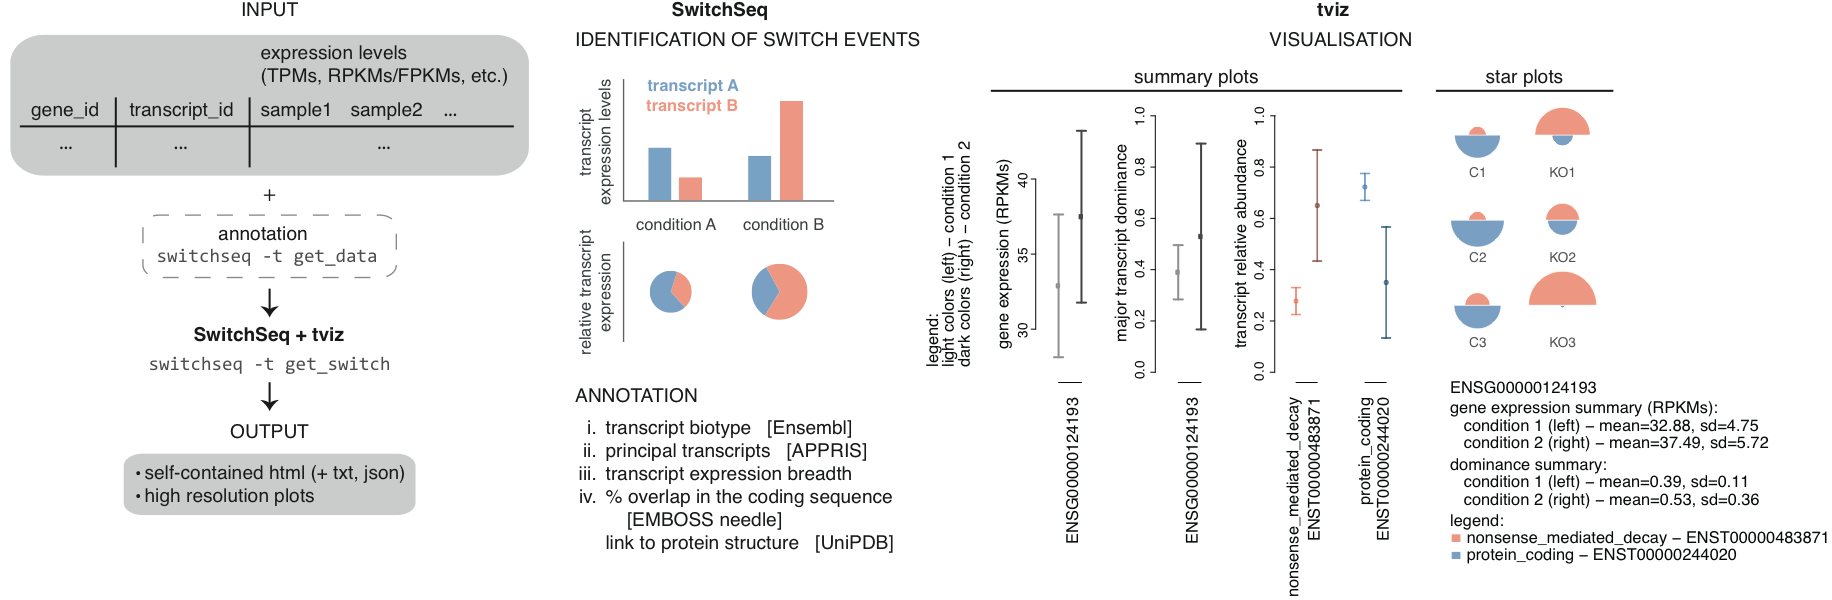 INPUT
expression levels
(TPMs, RPKMs/FPKMs, etc.)
gene_id transcript_id sample1 sample2 ...
... ... ...
+
annotation
switchseq -t get_data
SwitchSeq + tviz
switchseq -t get_switch
OUTPUT
• self-contained html (+ txt, json)
• high resolution plots
SwitchSeq
IDENTIFICATION OF SWITCH EVENTS
transcript
expression levels
transcript A
transcript B
condition A condition B
relative transcript
expression
ANNOTATION
i. transcript biotype [Ensembl]
ii. principal transcripts [APPRIS]
iii. transcript expression breadth
iv. % overlap in the coding sequence
[EMBOSS needle]
link to protein structure [UniPDB]
tviz
VISUALISATION
summary plots
legend:
light colors (left) – condition 1
dark colors (right) – condition 2
gene expression (RPKMs)
40
35
30
ENSG00000124193
major transcript dominance
1.0
0.8
0.6
0.4
0.2
0.0
ENSG00000124193
transcript relative abundance
1.0
0.8
0.6
0.4
0.2
0.0
nonsense_mediated_decay
ENST00000483871
protein_coding
ENST00000244020
star plots
C1 KO1
C2 KO2
C3 KO3
ENSG00000124193
gene expression summary (RPKMs):
condition 1 (left) – mean=32.88, sd=4.75
condition 2 (right) – mean=37.49, sd=5.72
dominance summary:
condition 1 (left) – mean=0.39, sd=0.11
condition 2 (right) – mean=0.53, sd=0.36
legend:
nonsense_mediated_decay – ENST00000483871
protein_coding – ENST00000244020